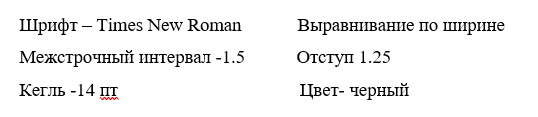 Шрифт – Times New Roman Выравнивание по ширине
Межстрочный интервал -1.5 Отступ 1.25
Кегль -14 пт Цвет- черный